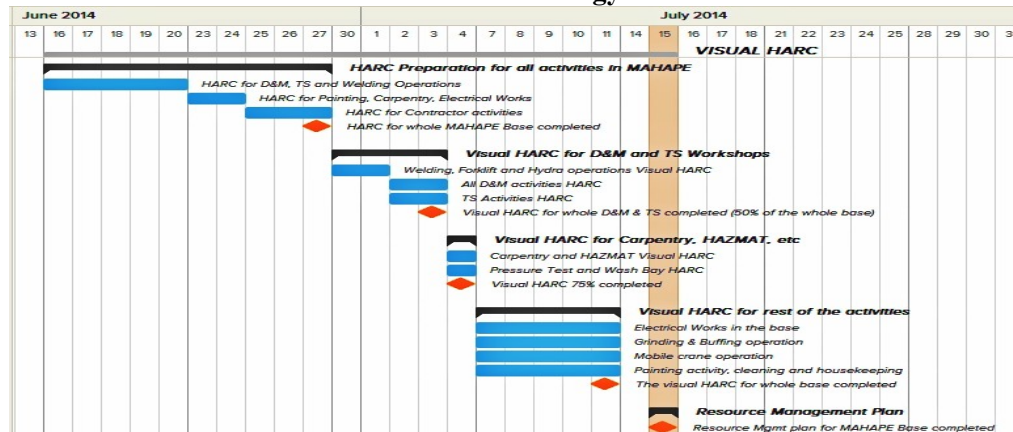 gy
June 2014 July 2014
13 16 17 18 19 20 23 24 25 26 27 30 1 2 3 4 7 8 9 10 11 14 15 16 17 18 21 22 23 24 25 28 29 30
VISUAL HARC
HARC Preparation for all activities in MAHAPE
HARC for D&M, TS and Welding Operations
HARC for Painting, Carpentry, Electrical Works
HARC for Contractor activities
HARC for whole MAHAPE Base completed
Visual HARC for D&M and TS Workshops
Welding, Forklift and Hydra operations Visual HARC
All D&M activities HARC
TS Activities HARC
Visual HARC for whole D&M & TS completed (50% of the whole base)
Visual HARC for Carpentry, HAZMAT, etc
Carpentry and HAZMAT Visual HARC
Pressure Test and Wash Bay HARC
Visual HARC 75% completed
Visual HARC for rest of the activities
Electrical Works in the base
Grinding & Buffing operation
Mobile crane operation
Painting activity, cleaning and housekeeping
The visual HARC for whole base completed
Resource Management Plan
Resource Mgmt plan for MAHAPE Base completed